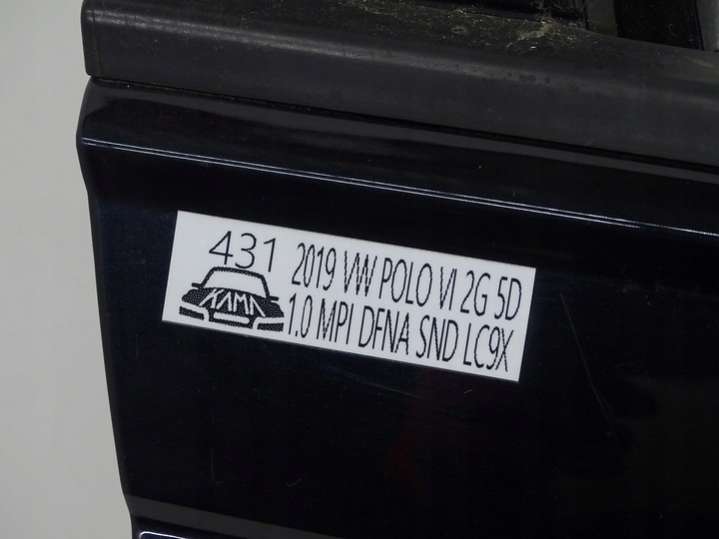 431
KAMA
2019 VW POLO VI 2G 5D
1.0 MPI DFNA SND LC9X